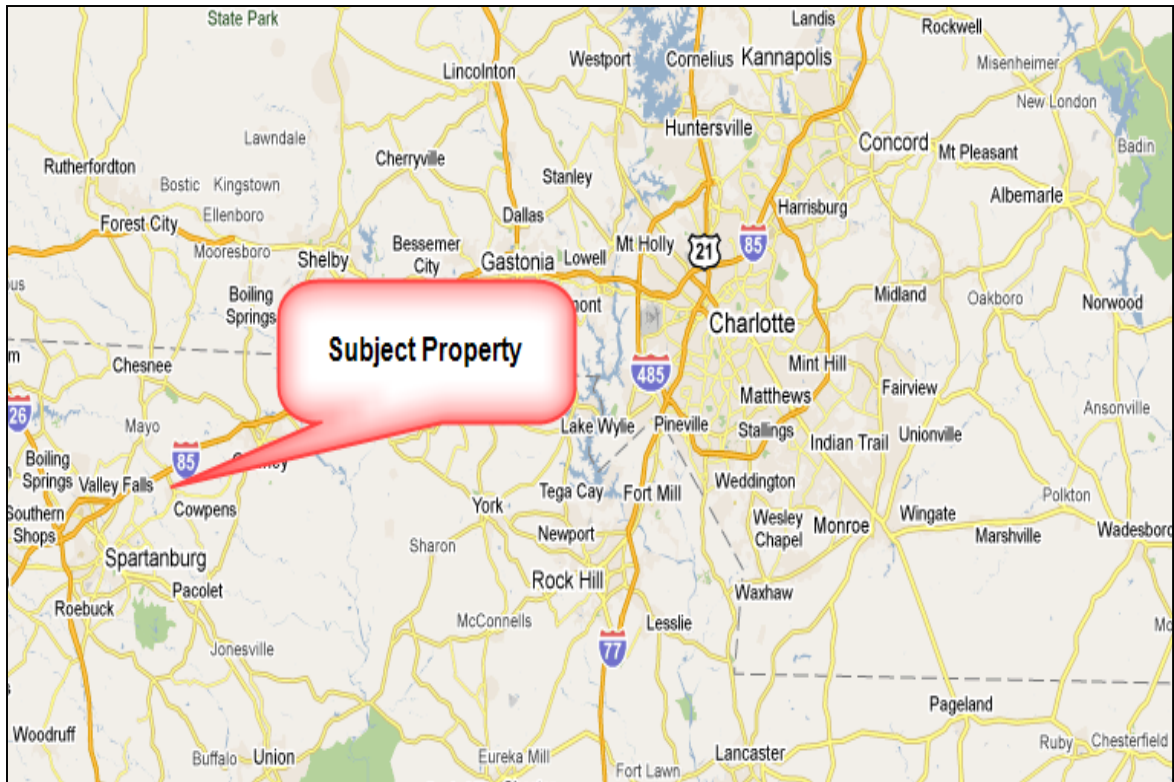 State Park
Landis
Rockwell
Westport
Cornelius
Kannapolis
Misenheimer
Lincolnton
New London
Huntersville
Lawndale
Concord
Badin
Cherryville
Mt Pleasant
Rutherfordton
Bostic
Kingstown
Stanley
Albemarle
Ellenboro
Harrisburg
Forest City
Dallas
Mooresboro
Bessemer
City
Mt Holly
21
85
Shelby
Gastonia
Lowell
Boiling
Springs
Midland
Oakboro
Norwood
Charlotte
Subject Property
Chesnee
485
Mint Hill
Fairview
Matthews
26
Mayo
Lake Wylie
Pineville
Stallings
Indian Trail
Unionville
Ansonville
Boiling
Springs
85
Valley Falls
Cowpens
Tega Cay
Fort Mill
Weddington
Polkton
Southern
Shops
York
Newport
Wesley
Chapel
Monroe
Wingate
Marshville
Wadesboro
Spartanburg
Sharon
Rock Hill
Pacolet
Waxhaw
Roebuck
McConnells
Lesslie
Jonesville
77
Pageland
Woodruff
Buffalo
Union
Eureka Mill
Lancaster
Ruby
Chesterfield
Fort Lawn